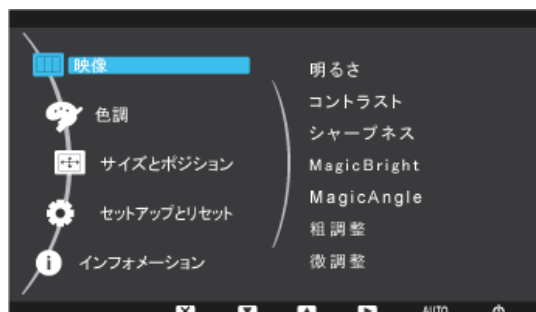 映像
色調
サイズとポジション
セットアップとリセット
インフォメーション
明るさ
コントラスト
シャープネス
MagicBright
MagicAngle
粗調整
微調整
AUTO